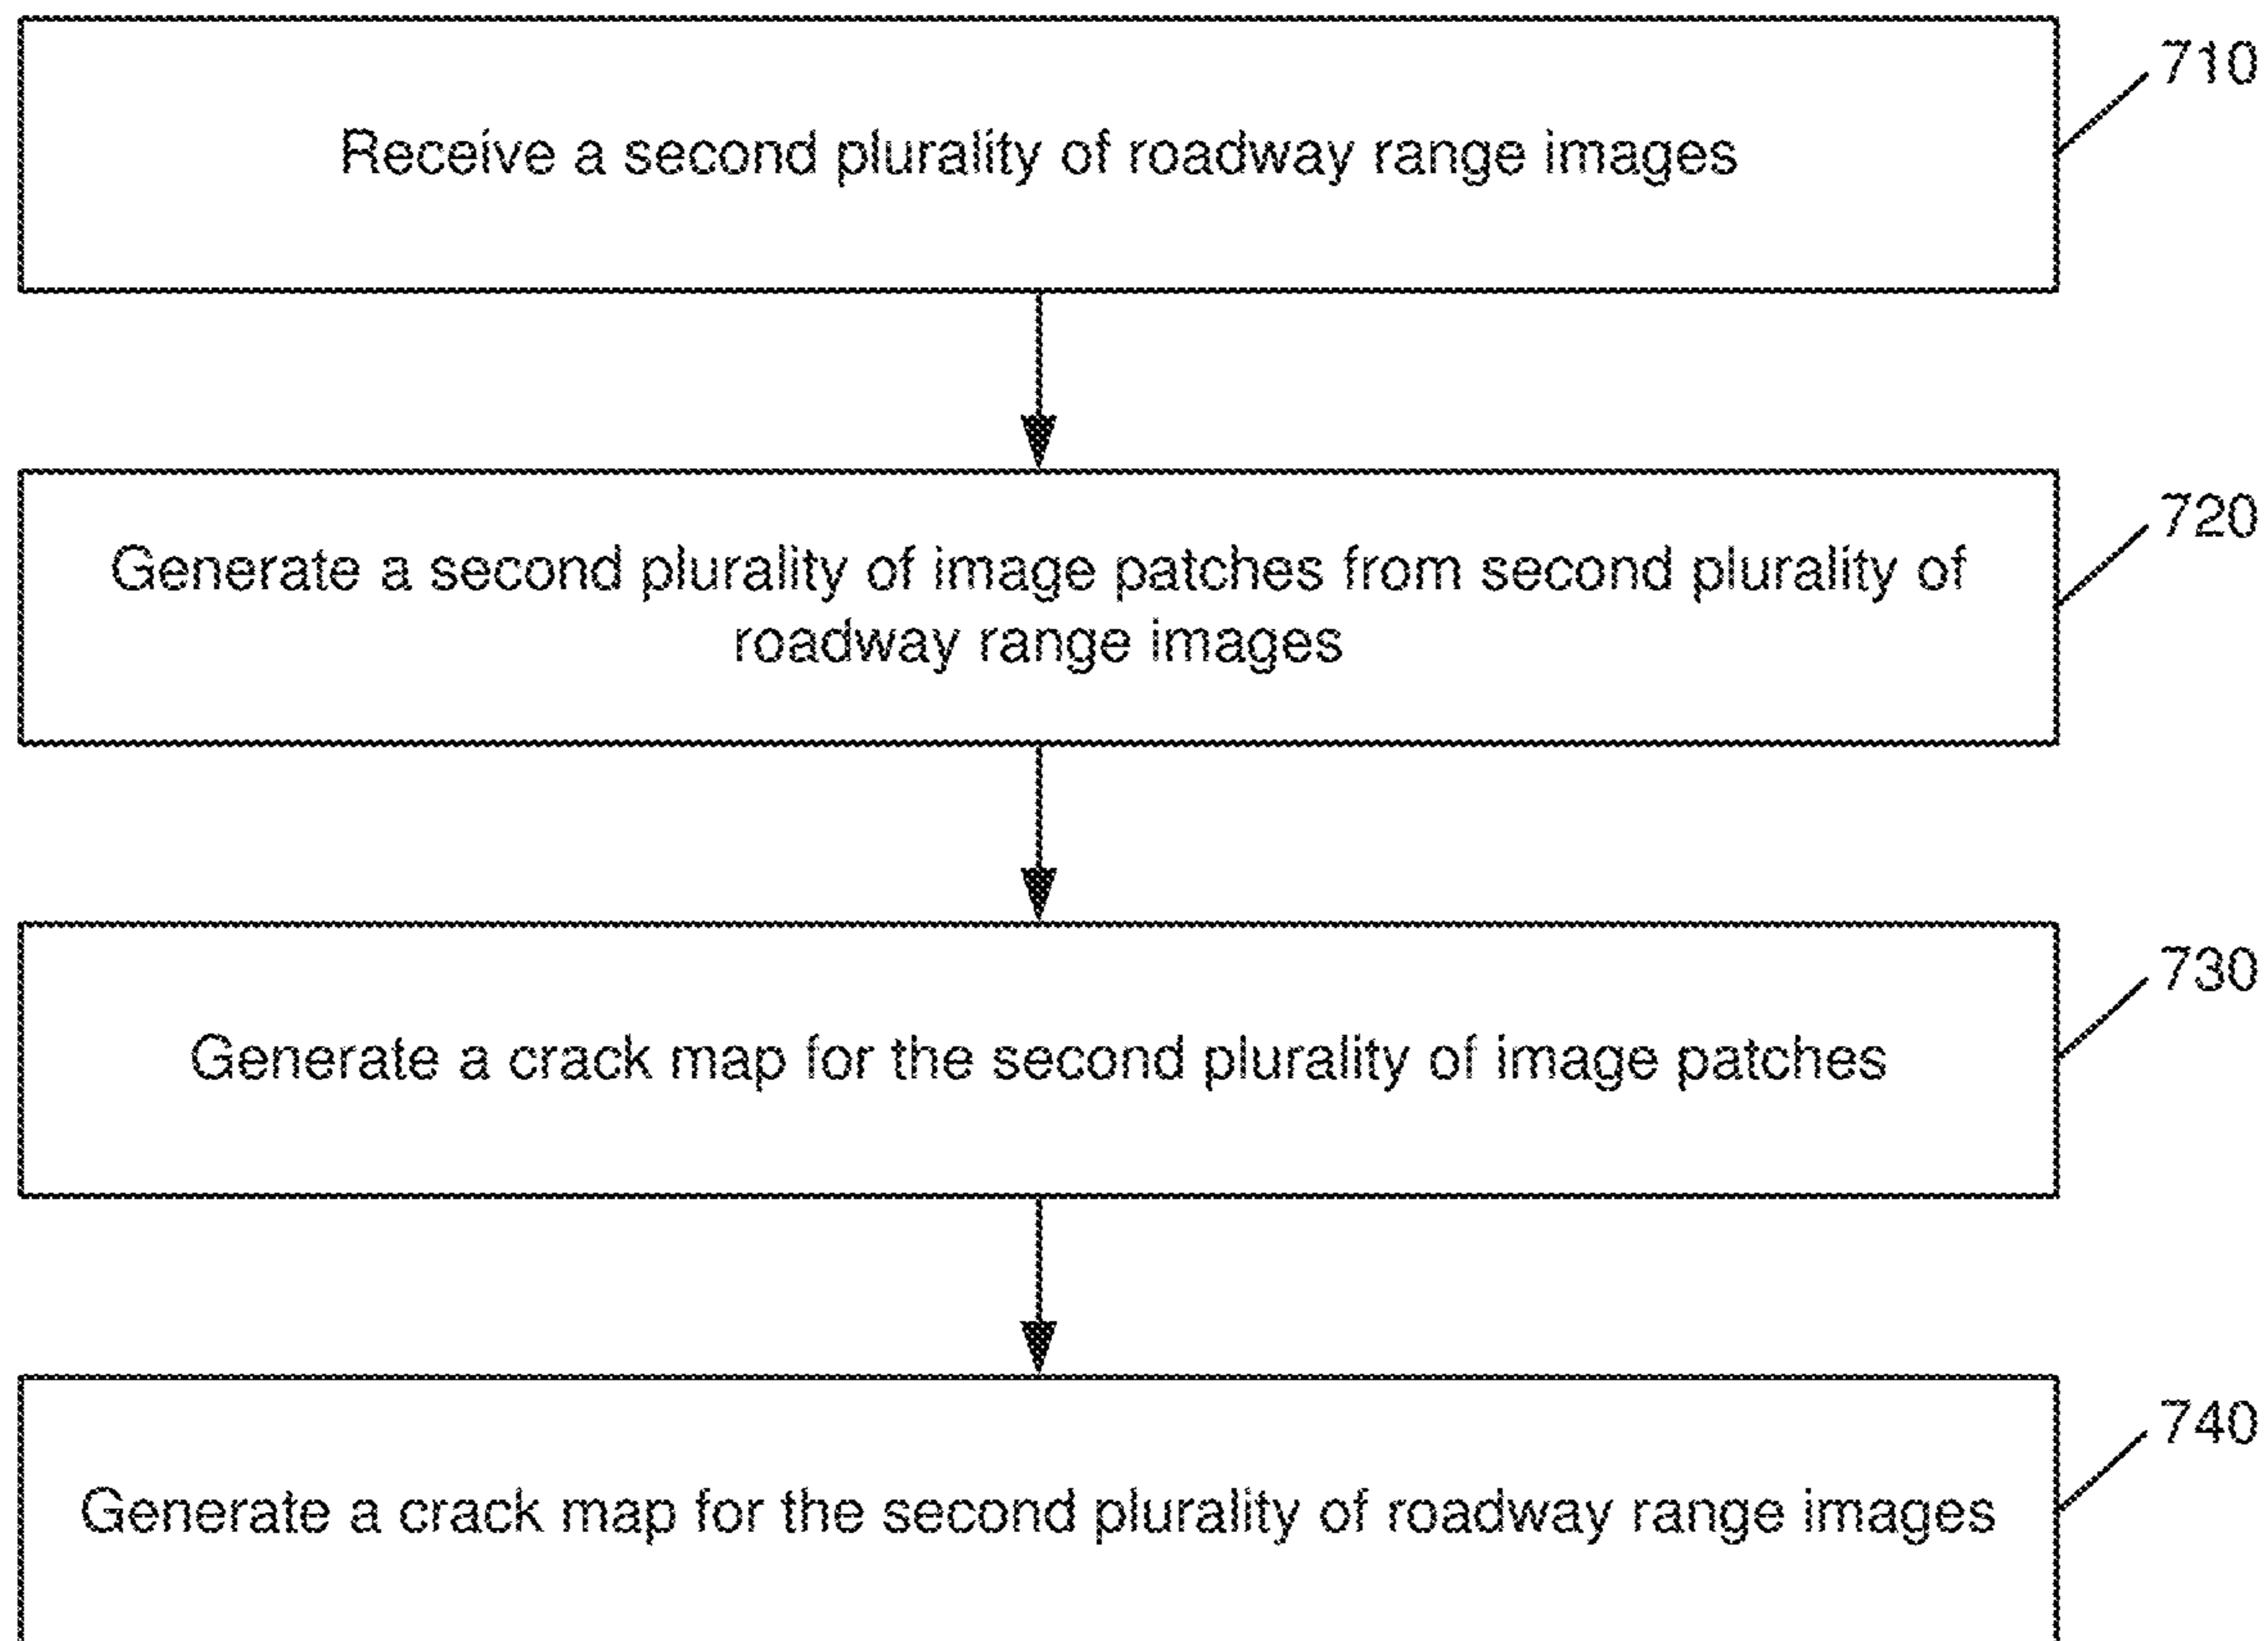 Receive a second plurality of roadway range images
710
Generate a second plurality of image patches from second plurality of
roadway range images
720
Generate a crack map for the second plurality of image patches
730
Generate a crack map for the second plurality of roadway range images
740